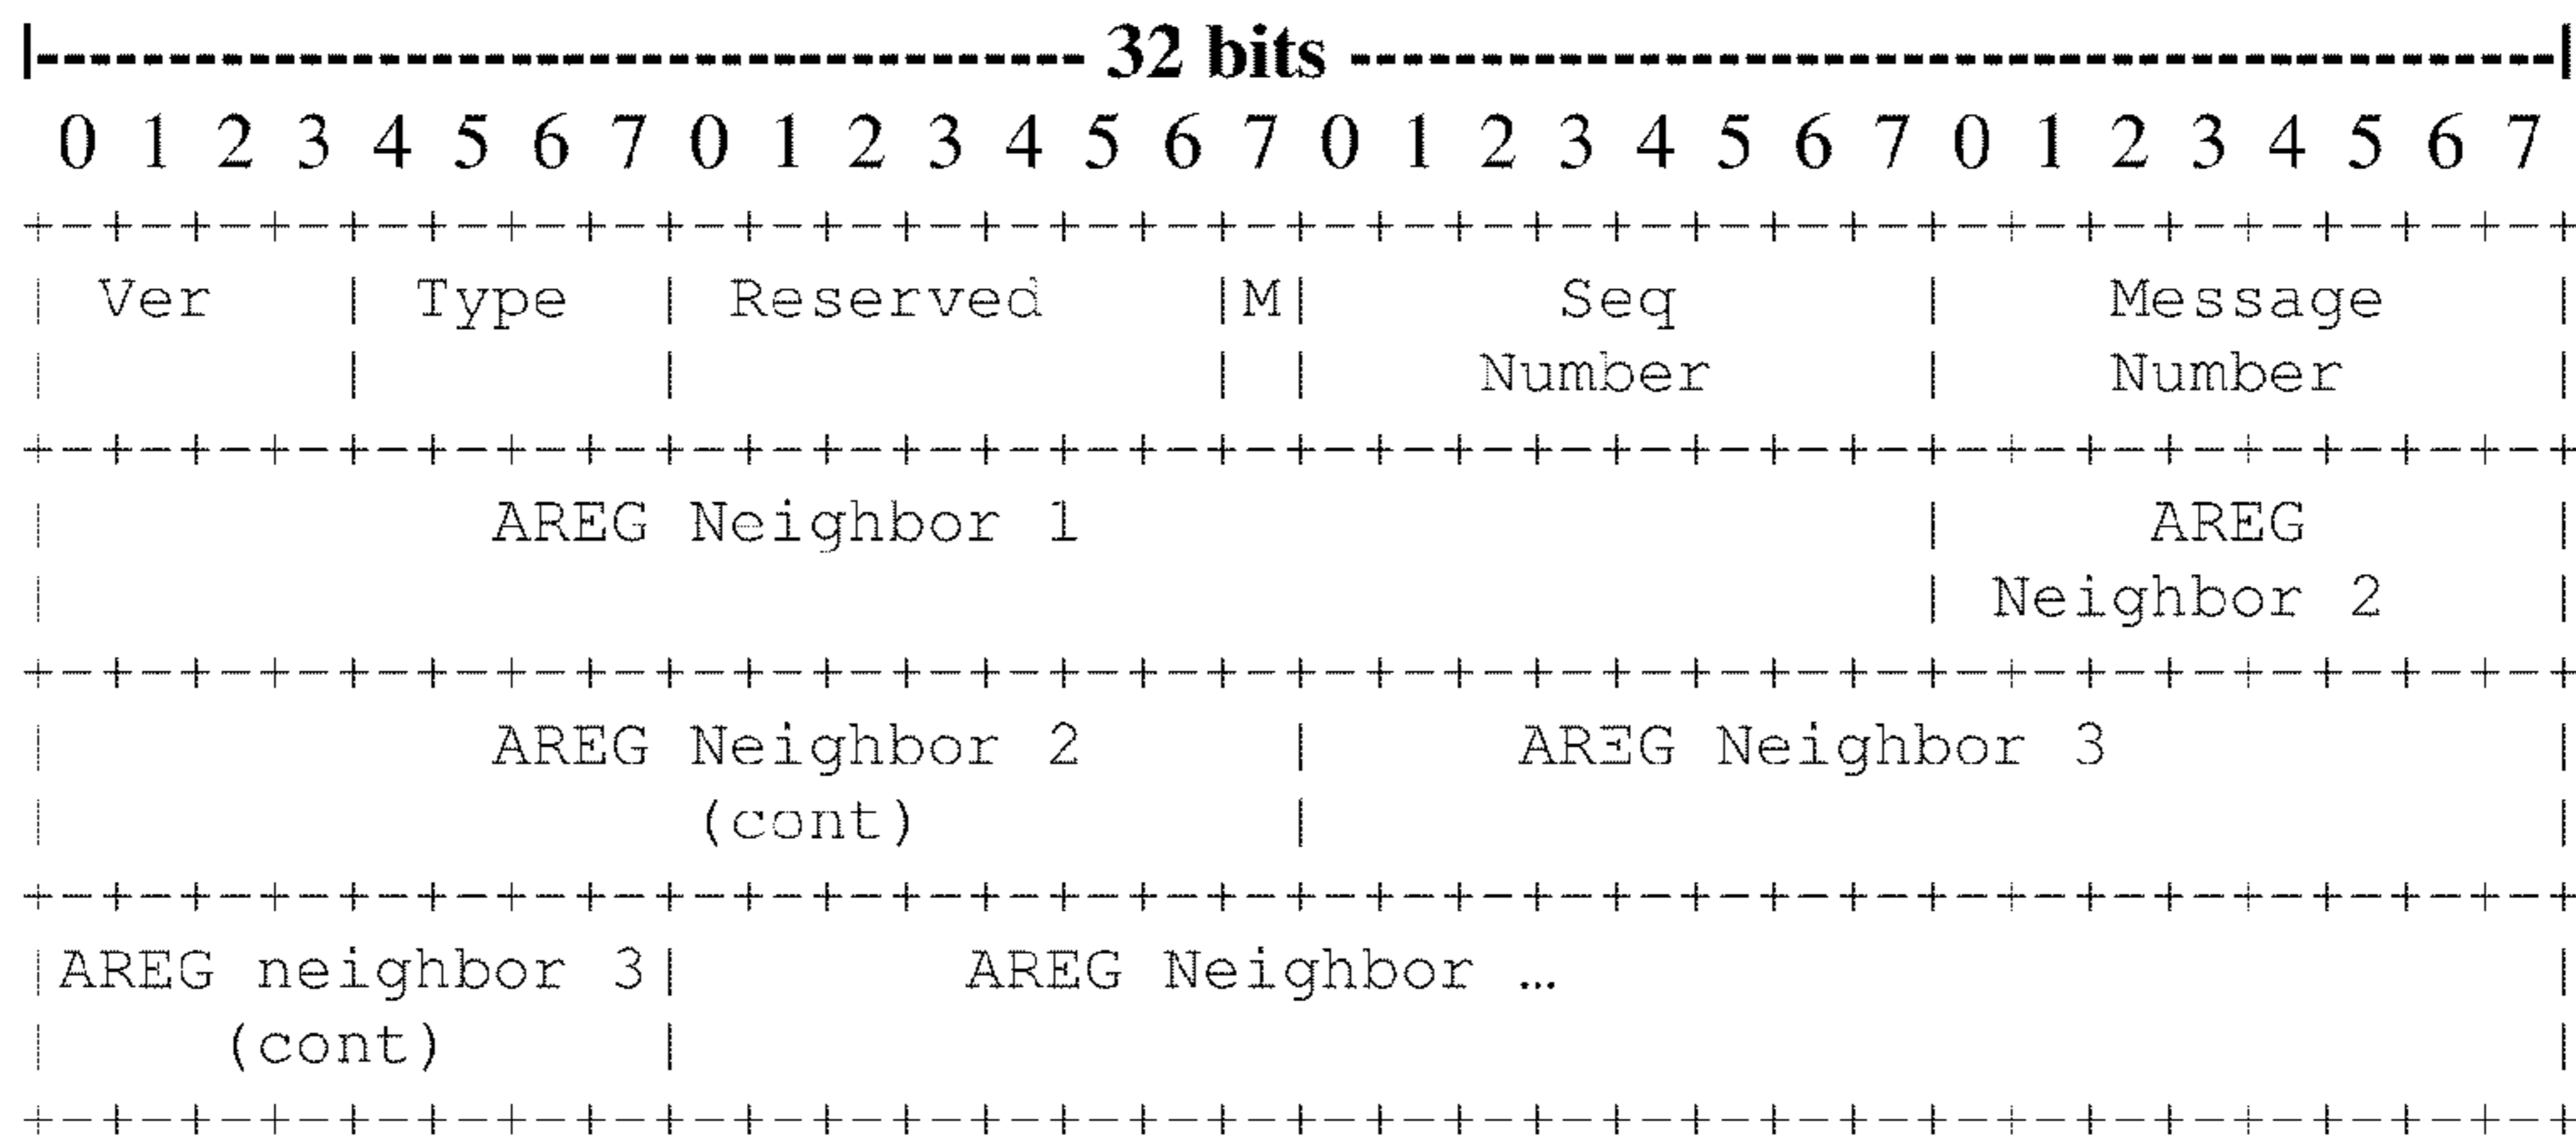 |---------------------------------------- 32 bits ----------------------------------------------|
0 1 2 3 4 5 6 7 0 1 2 3 4 5 6 7 0 1 2 3 4 5 6 7 0 1 2 3 4 5 6 7
+-+-+-+-+-+-+-+-+-+-+-+-+-+-+-+-+-+-+-+-+-+-+-+-+-+-+-+-+-+-+-+-+
| Ver   | Type  | Reserved    |M|      Seq      |    Message    |
|       |       |             | |    Number     |    Number     |
+-+-+-+-+-+-+-+-+-+-+-+-+-+-+-+-+-+-+-+-+-+-+-+-+-+-+-+-+-+-+-+-+
|           AREG Neighbor 1                     |     AREG      |
|                                               | Neighbor 2    |
+-+-+-+-+-+-+-+-+-+-+-+-+-+-+-+-+-+-+-+-+-+-+-+-+-+-+-+-+-+-+-+-+
|           AREG Neighbor 2     |     AREG Neighbor 3           |
|                (cont)         |                               |
+-+-+-+-+-+-+-+-+-+-+-+-+-+-+-+-+-+-+-+-+-+-+-+-+-+-+-+-+-+-+-+-+
|AREG neighbor 3|       AREG Neighbor …                         |
|    (cont)     |                                               |
+-+-+-+-+-+-+-+-+-+-+-+-+-+-+-+-+-+-+-+-+-+-+-+-+-+-+-+-+-+-+-+-+